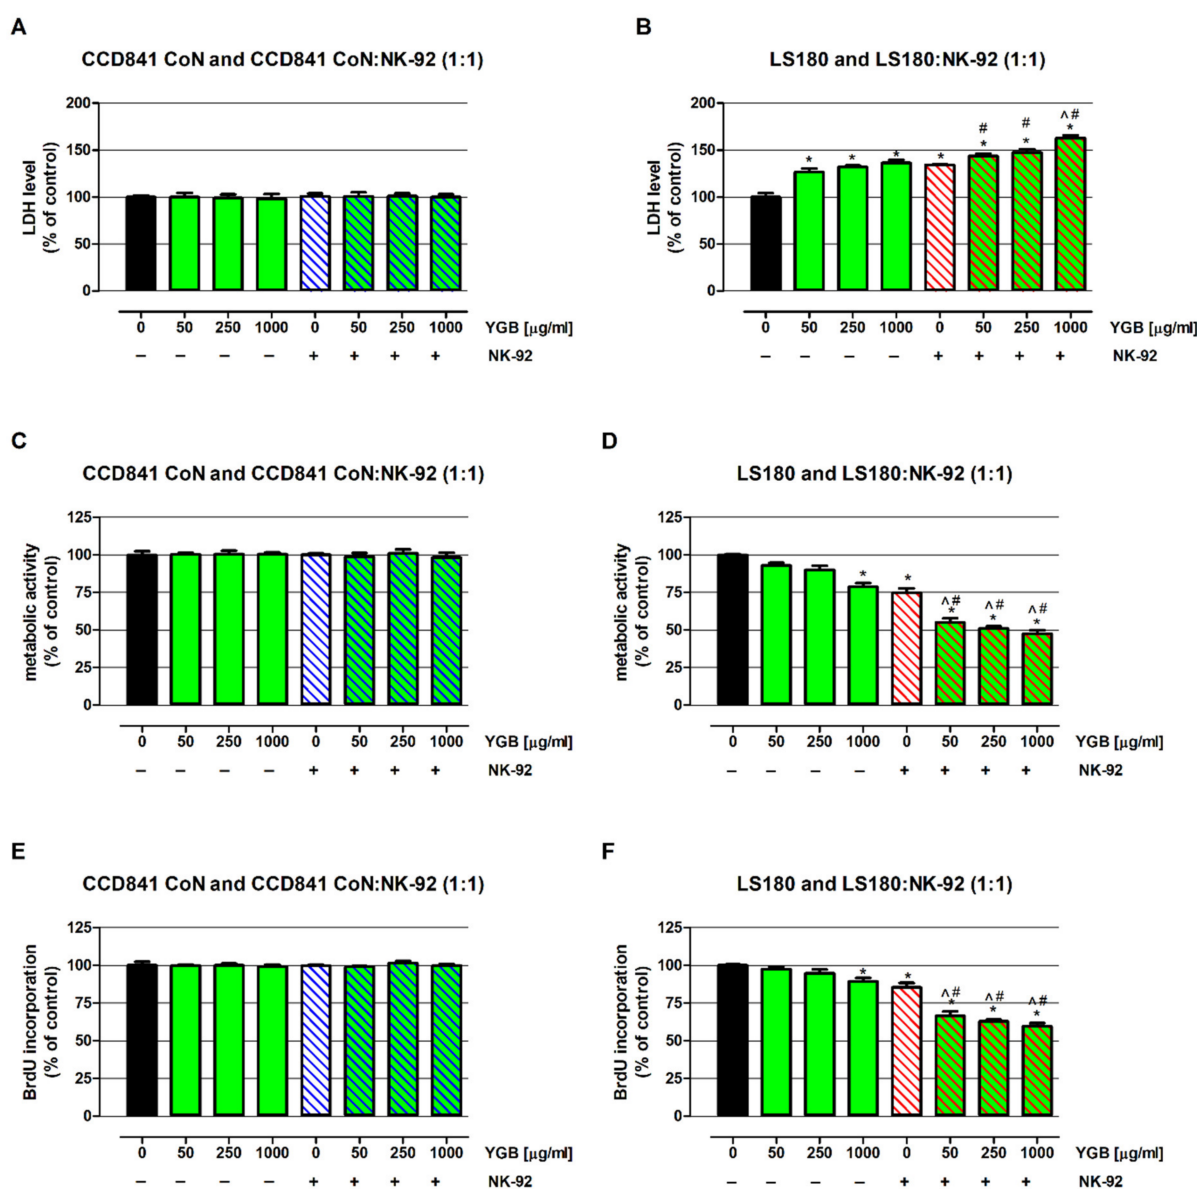 A
CCD841 CoN and CCD841 CoN:NK-92 (1:1)
LDH level
(% of control)
200
150
100
50
0
0 50 250 1000 0 50 250 1000 YGB [µg/ml]
– – – – + + + + NK-92
B
LS180 and LS180:NK-92 (1:1)
LDH level
(% of control)
200
150
100
50
0
* * * * # * # * ^ # *
0 50 250 1000 0 50 250 1000 YGB [µg/ml]
– – – – + + + + NK-92
C
CCD841 CoN and CCD841 CoN:NK-92 (1:1)
metabolic activity
(% of control)
125
100
75
50
25
0
0 50 250 1000 0 50 250 1000 YGB [µg/ml]
– – – – + + + + NK-92
D
LS180 and LS180:NK-92 (1:1)
metabolic activity
(% of control)
125
100
75
50
25
0
* * ^ # * ^ # * ^ # *
0 50 250 1000 0 50 250 1000 YGB [µg/ml]
– – – – + + + + NK-92
E
CCD841 CoN and CCD841 CoN:NK-92 (1:1)
BrdU incorporation
(% of control)
125
100
75
50
25
0
0 50 250 1000 0 50 250 1000 YGB [µg/ml]
– – – – + + + + NK-92
F
LS180 and LS180:NK-92 (1:1)
BrdU incorporation
(% of control)
125
100
75
50
25
0
* * ^ # * ^ # * ^ # *
0 50 250 1000 0 50 250 1000 YGB [µg/ml]
– – – – + + + + NK-92